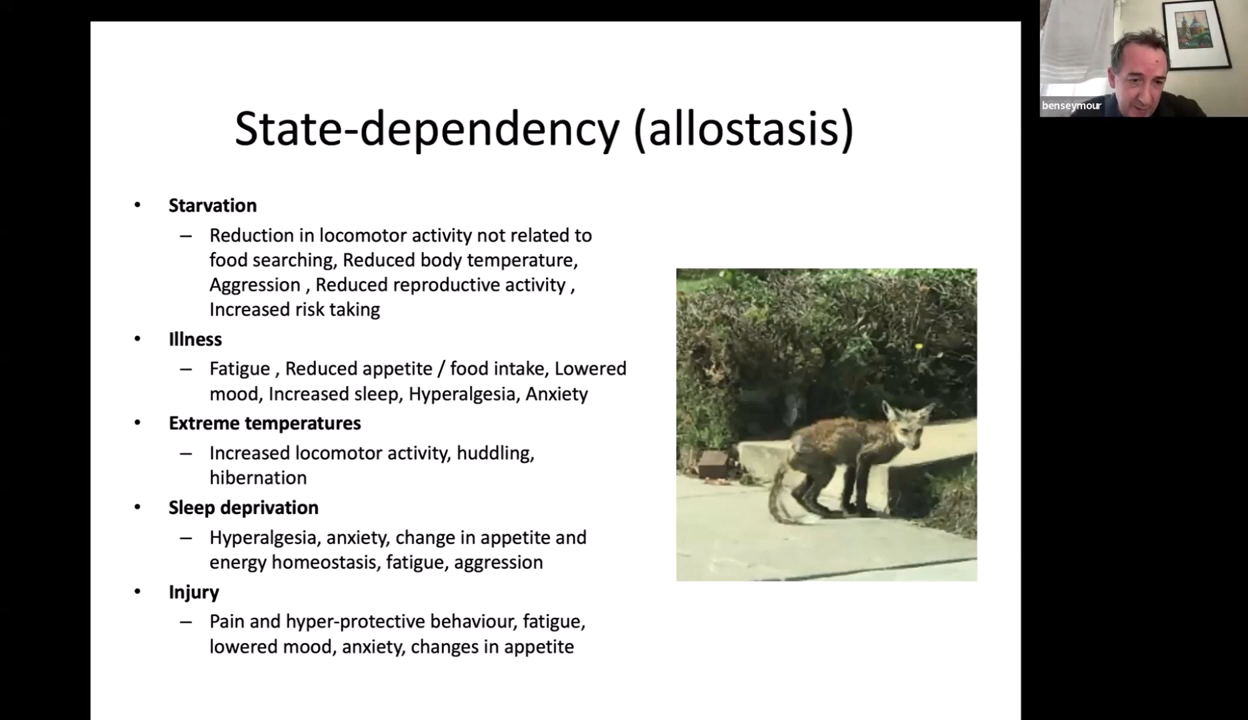 State-dependency (allostasis)
• Starvation
– Reduction in locomotor activity not related to
food searching, Reduced body temperature,
Aggression , Reduced reproductive activity ,
Increased risk taking
• Illness
– Fatigue , Reduced appetite / food intake, Lowered
mood, Increased sleep, Hyperalgesia, Anxiety
• Extreme temperatures
– Increased locomotor activity, huddling,
hibernation
• Sleep deprivation
– Hyperalgesia, anxiety, change in appetite and
energy homeostasis, fatigue, aggression
• Injury
– Pain and hyper-protective behaviour, fatigue,
lowered mood, anxiety, changes in appetite
benseymour